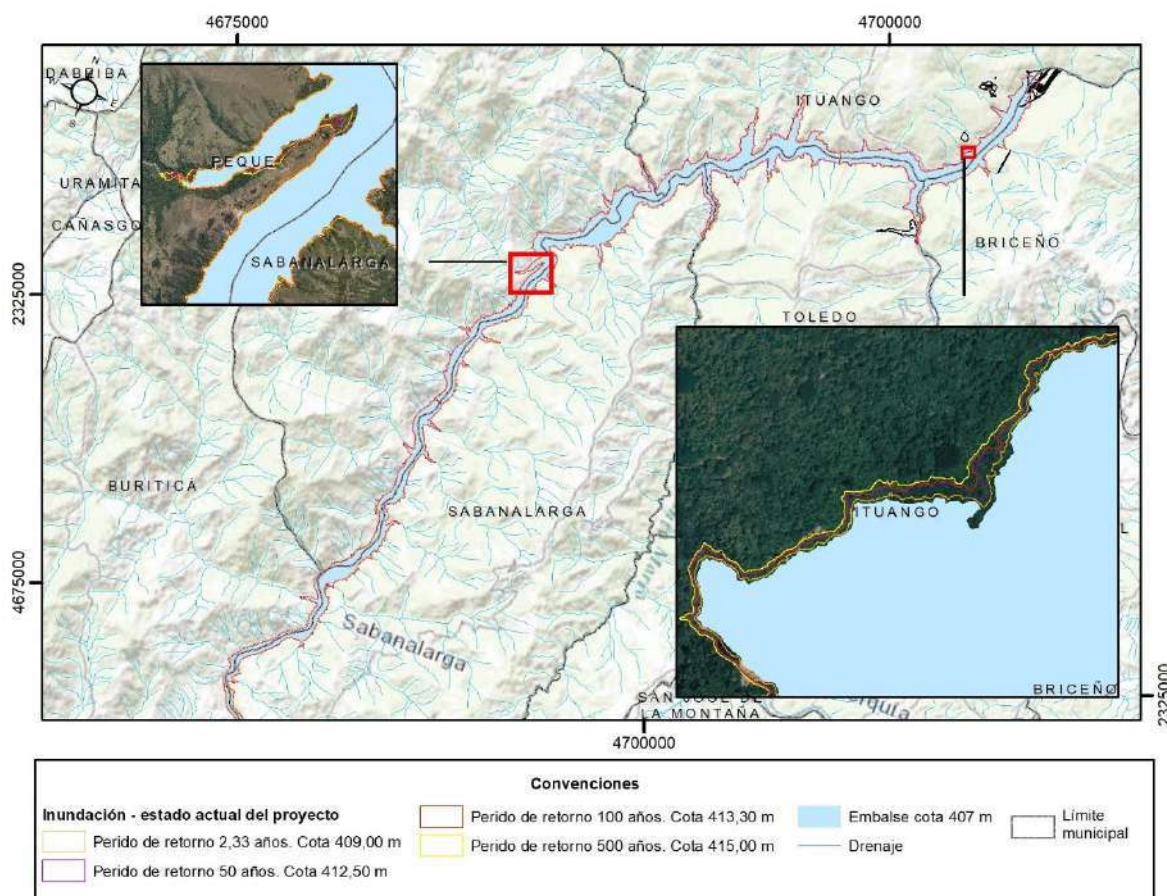 4675000
4700000
DABEIBA
N
W
E
S
ITUANGO
PEQUE
URAMITA
CAÑASGO
SABANALARGA
BRICEÑO
2325000
TOLEDO
BURITICÁ
SABANALARGA
ITUANGO
L
4675000
Sabanalarga
BRICEÑO
SAN JOSE DE
LA MONTAÑA
2325000
4700000
Convenciones
Inundación - estado actual del proyecto
Perido de retorno 2,33 años. Cota 409,00 m
Perido de retorno 50 años. Cota 412,50 m
Perido de retorno 100 años. Cota 413,30 m
Perido de retorno 500 años. Cota 415,00 m
Embalse cota 407 m
Drenaje
Límite
municipal